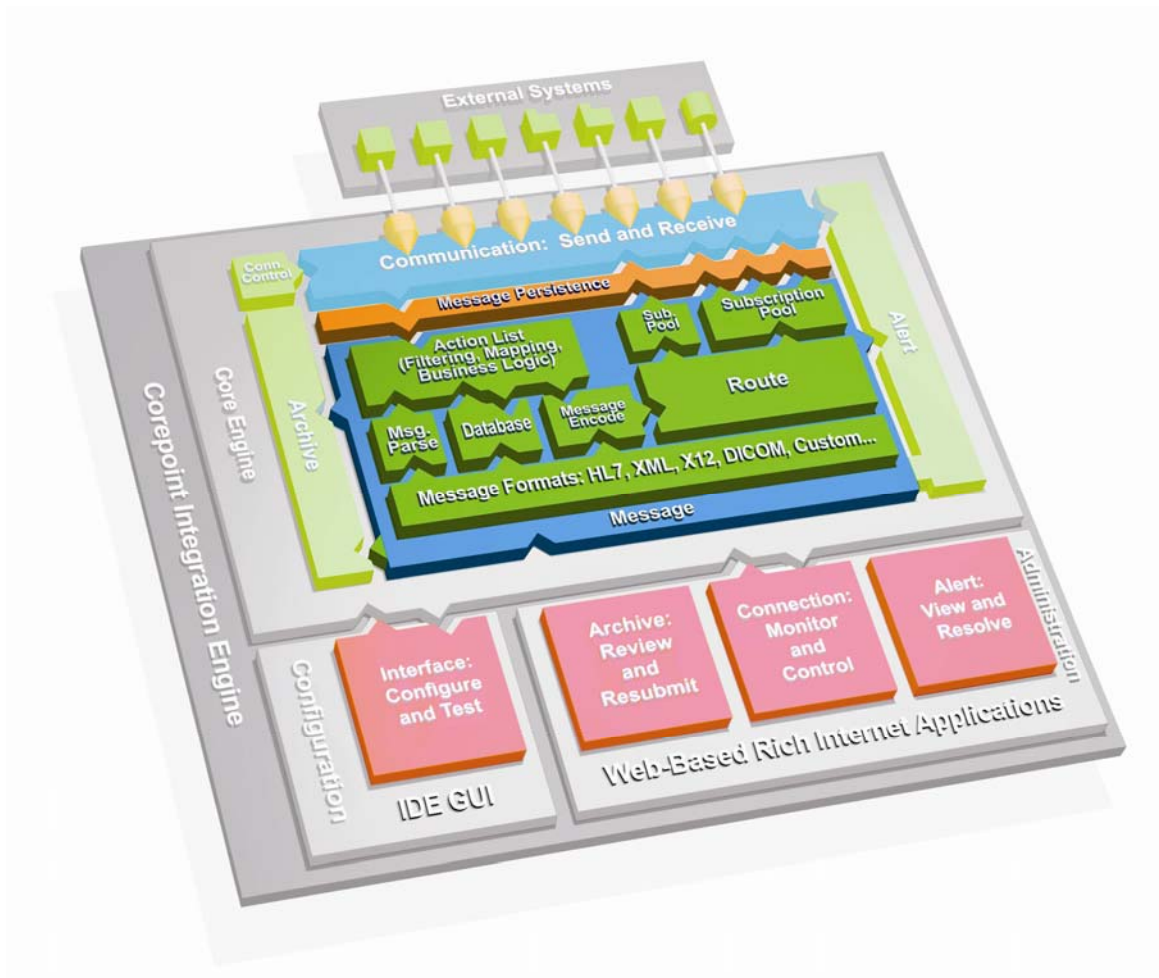 External Systems
Communication: Send and Receive
Conn.
Control
Message Persistence
Sub.
Pool
Subscription
Pool
Action List
(Filtering, Mapping,
Business Logic)
Route
Msg.
Parse
Database
Message
Encode
Message Formats: HL7, XML, X12, DICOM, Custom...
Message
Archive
Alert
Core Engine
Corepoint Integration Engine
Configuration
Interface:
Configure
and Test
IDE GUI
Archive:
Review
and
Resubmit
Connection:
Monitor
and
Control
Alert:
View and
Resolve
Administration
Web-Based Rich Internet Applications